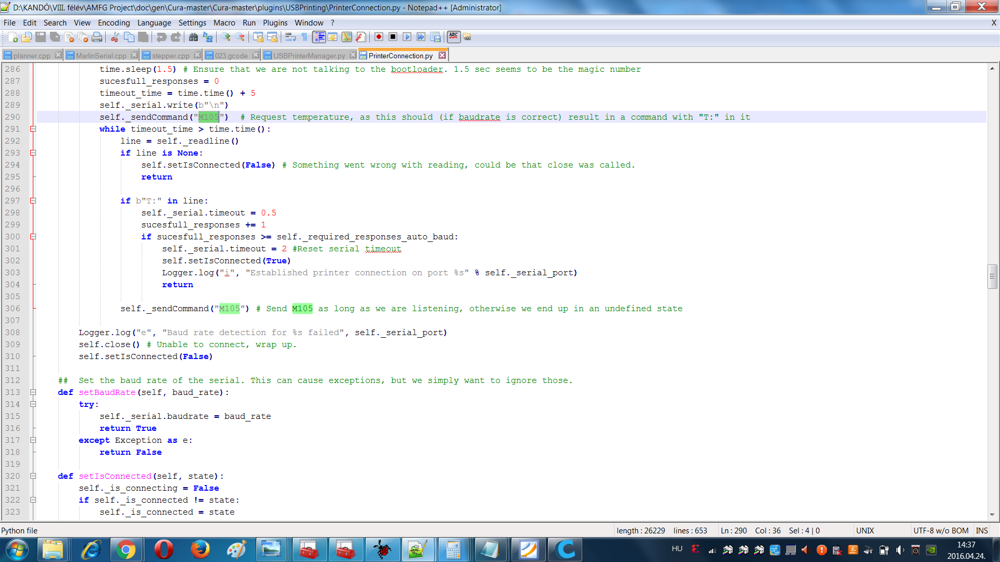 D:\KANDÓ\VIII. félév\AMFG Project\doc\gen\Cura-master\Cura-master\plugins\USBPrinting\PrinterConnection.py - Notepad++ [Administrator]
File Edit Search View Encoding Language Settings Macro Run Plugins Window ? X
ABC
planner.cpp MarlinSerial.cpp stepper.cpp 023.gcode USBPrinterManager.py PrinterConnection.py
286 time.sleep(1.5) # Ensure that we are not talking to the bootloader. 1.5 sec seems to be the magic number
287 sucesfull_responses = 0
288 timeout_time = time.time() + 5
289 self._serial.write(b"\n")
290 self._sendCommand("M105")  # Request temperature, as this should (if baudrate is correct) result in a command with "T:" in it
291 while timeout_time > time.time():
292 line = self._readline()
293 if line is None:
294 self.setIsConnected(False) # Something went wrong with reading, could be that close was called.
295 return
296
297 if b"T:" in line:
298 self._serial.timeout = 0.5
299 sucesfull_responses += 1
300 if sucesfull_responses >= self._required_responses_auto_baud:
301 self._serial.timeout = 2 #Reset serial timeout
302 self.setIsConnected(True)
303 Logger.log("i", "Established printer connection on port %s" % self._serial_port)
304 return
305
306 self._sendCommand("M105") # Send M105 as long as we are listening, otherwise we end up in an undefined state
307
308 Logger.log("e", "Baud rate detection for %s failed", self._serial_port)
309 self.close() # Unable to connect, wrap up.
310 self.setIsConnected(False)
311
312 ##  Set the baud rate of the serial. This can cause exceptions, but we simply want to ignore those.
313 def setBaudRate(self, baud_rate):
314 try:
315 self._serial.baudrate = baud_rate
316 return True
317 except Exception as e:
318 return False
319
320 def setIsConnected(self, state):
321 self._is_connecting = False
322 if self._is_connected != state:
323 self._is_connected = state
Python file length : 26229 lines : 653 Ln : 290 Col : 36 Sel : 4 | 0 UNIX UTF-8 w/o BOM INS
HU 14:37
2016.04.24.